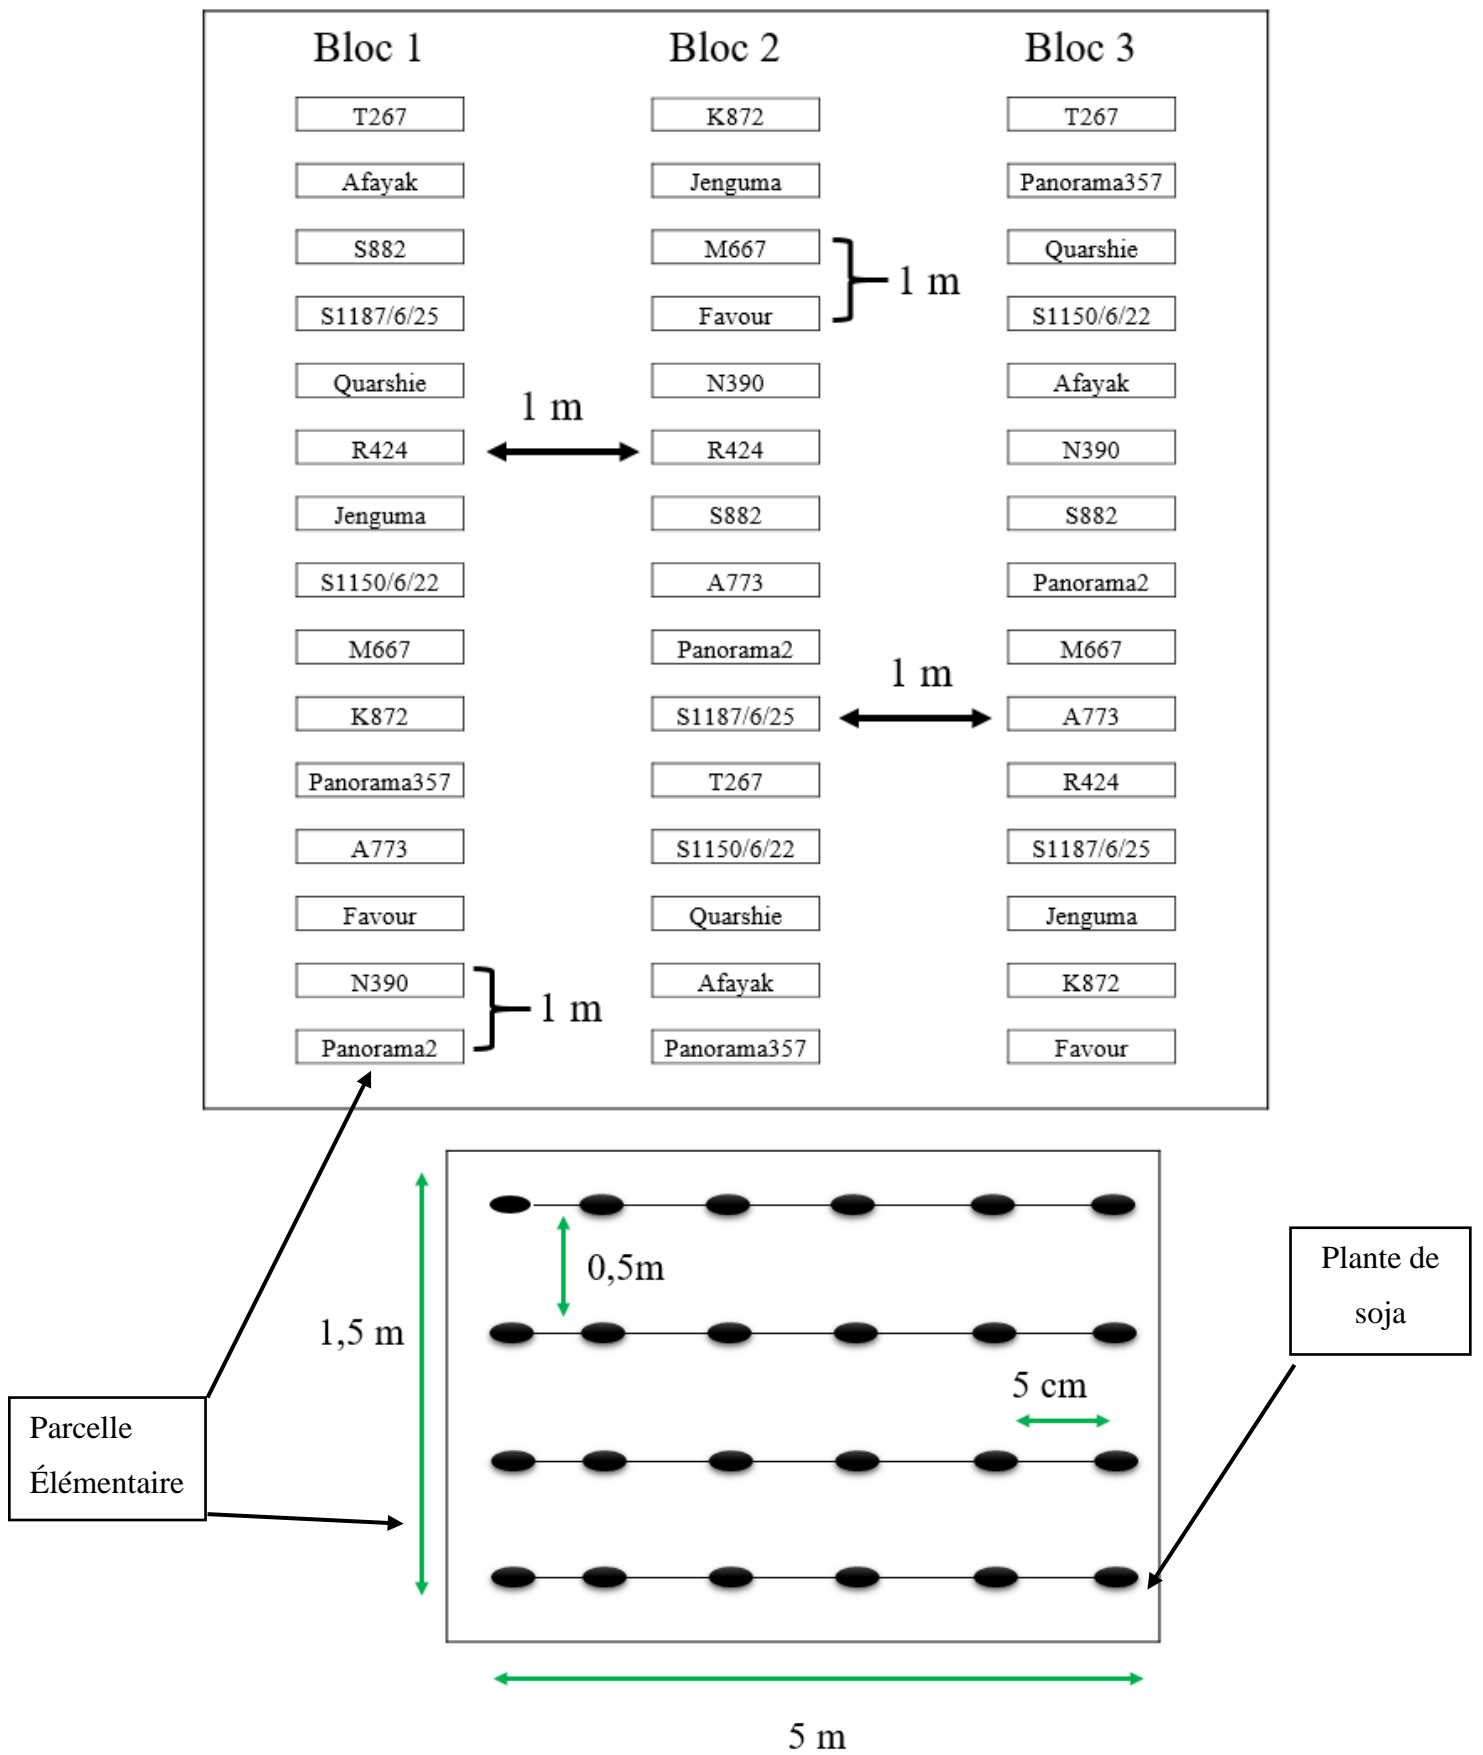 Bloc 1 Bloc 2 Bloc 3
T267 K872 T267
Afayak Jenguma Panorama357
S882 M667 Quarshie
1 m
S1187/6/25 Favour S1150/6/22
Quarshie N390 Afayak
1 m
R424 R424 N390
Jenguma S882 S882
S1150/6/22 A773 Panorama2
M667 Panorama2 M667
1 m
K872 S1187/6/25 A773
Panorama357 T267 R424
A773 S1150/6/22 S1187/6/25
Favour Quarshie Jenguma
N390 Afayak K872
1 m
Panorama2 Panorama357 Favour
0,5m
1,5 m
5 cm
Plante de
soja
Parcelle
Élémentaire
5 m